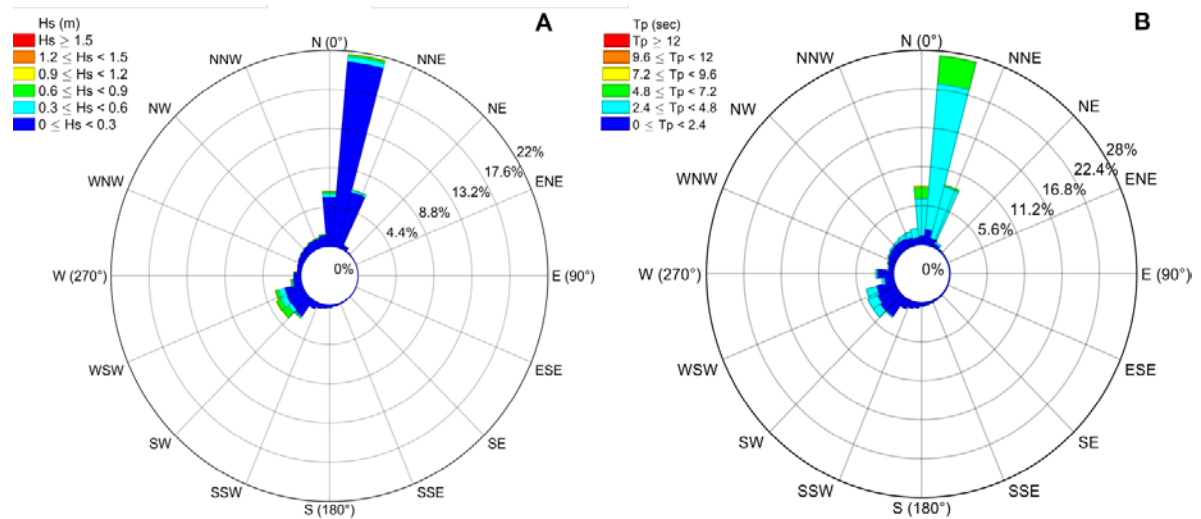 Hs (m)
Hs ≥ 1.5
1.2 ≤ Hs < 1.5
0.9 ≤ Hs < 1.2
0.6 ≤ Hs < 0.9
0.3 ≤ Hs < 0.6
0 ≤ Hs < 0.3
A
N (0°)
NNW
NNE
NW
NE
WNW
ENE
W (270°)
E (90°)
WSW
ESE
SW
SE
SSW
SSE
S (180°)
22%
17.6%
13.2%
8.8%
4.4%
0%
Tp (sec)
Tp ≥ 12
9.6 ≤ Tp < 12
7.2 ≤ Tp < 9.6
4.8 ≤ Tp < 7.2
2.4 ≤ Tp < 4.8
0 ≤ Tp < 2.4
B
N (0°)
NNW
NNE
NW
NE
WNW
ENE
W (270°)
E (90°)
WSW
ESE
SW
SE
SSW
SSE
S (180°)
28%
22.4%
16.8%
11.2%
5.6%
0%